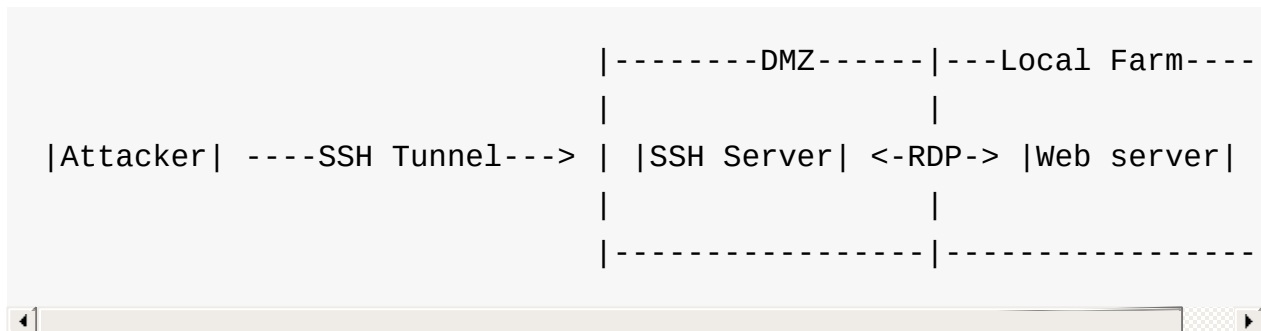 |--------DMZ------|---Local Farm----
|                 |
|Attacker| ----SSH Tunnel---> | |SSH Server| <-RDP-> |Web server|
|                 |
|-----------------|-----------------